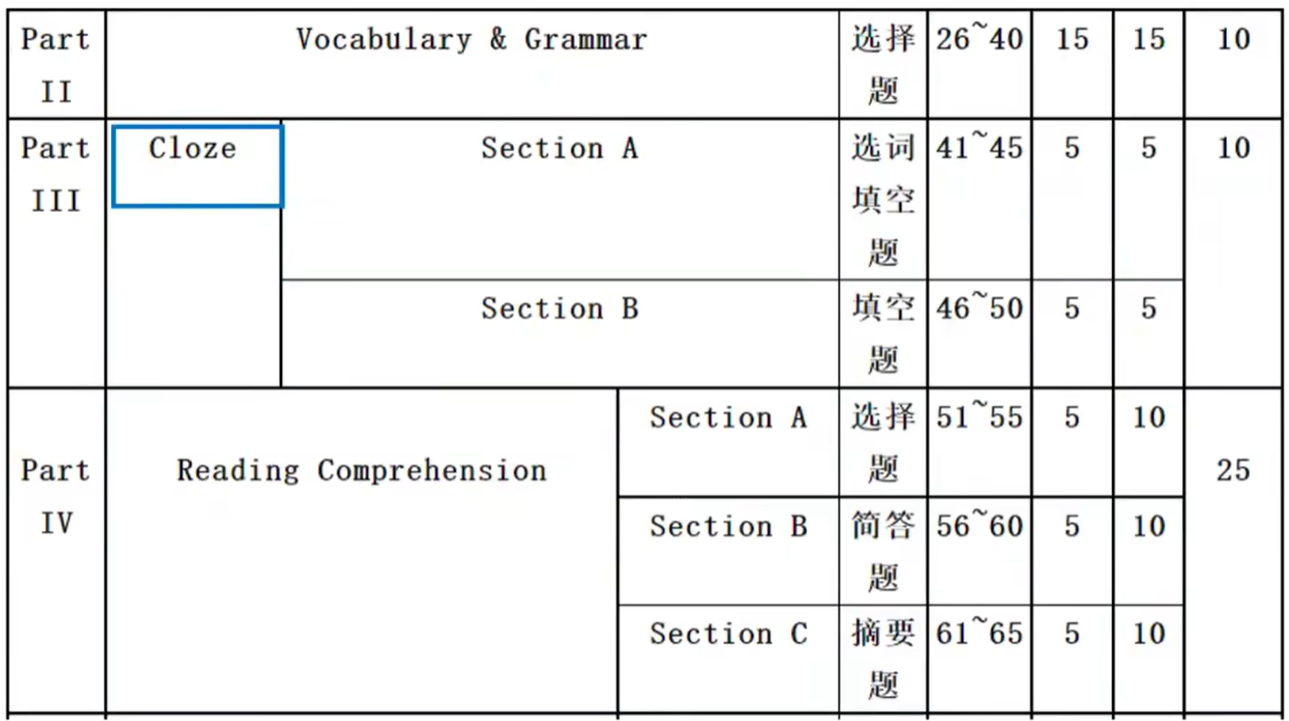 Part II Vocabulary & Grammar 选择题 26~40 15 15 10
Part III Cloze Section A 选词填空题 41~45 5 5 10
Section B 填空题 46~50 5 5
Part IV Reading Comprehension Section A 选择题 51~55 5 10 25
Section B 简答题 56~60 5 10
Section C 摘要题 61~65 5 10